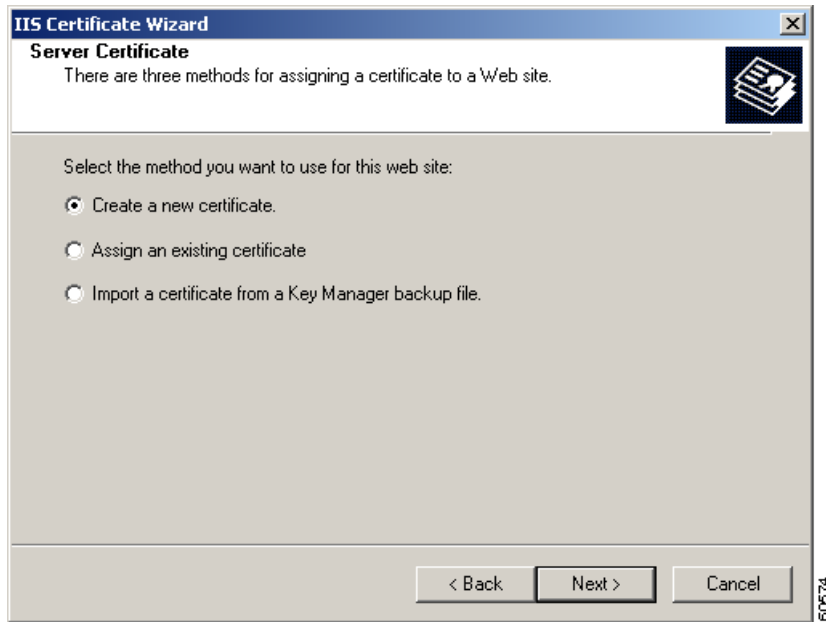 IIS Certificate Wizard
Server Certificate
There are three methods for assigning a certificate to a Web site.
Select the method you want to use for this web site:
Create a new certificate.
Assign an existing certificate
Import a certificate from a Key Manager backup file.
< Back
Next >
Cancel
60574